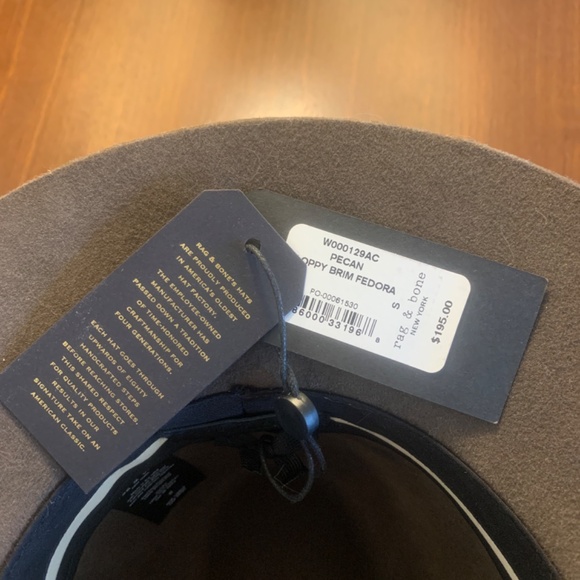 RAG & BONE'S HATS
ARE PROUDLY PRODUCED
IN AMERICA'S OLDEST
HAT FACTORY.
THE EMPLOYEE-OWNED
MANUFACTURER HAS
PASSED DOWN A TRADITION
OF TIME-HONORED
CRAFTSMANSHIP FOR
FOUR GENERATIONS.
EACH HAT GOES THROUGH
UPWARDS OF EIGHTY
HANDCRAFTED STEPS
BEFORE REACHING STORES.
THIS SHARED RESPECT
FOR QUALITY PRODUCTS
RESULTS IN OUR
SIGNATURE TAKE ON AN
AMERICAN CLASSIC.
W000129AC
PECAN
OPPY BRIM FEDORA
PO-00061530
S
86000 33196 8
rag & bone
NEW YORK
$195.00